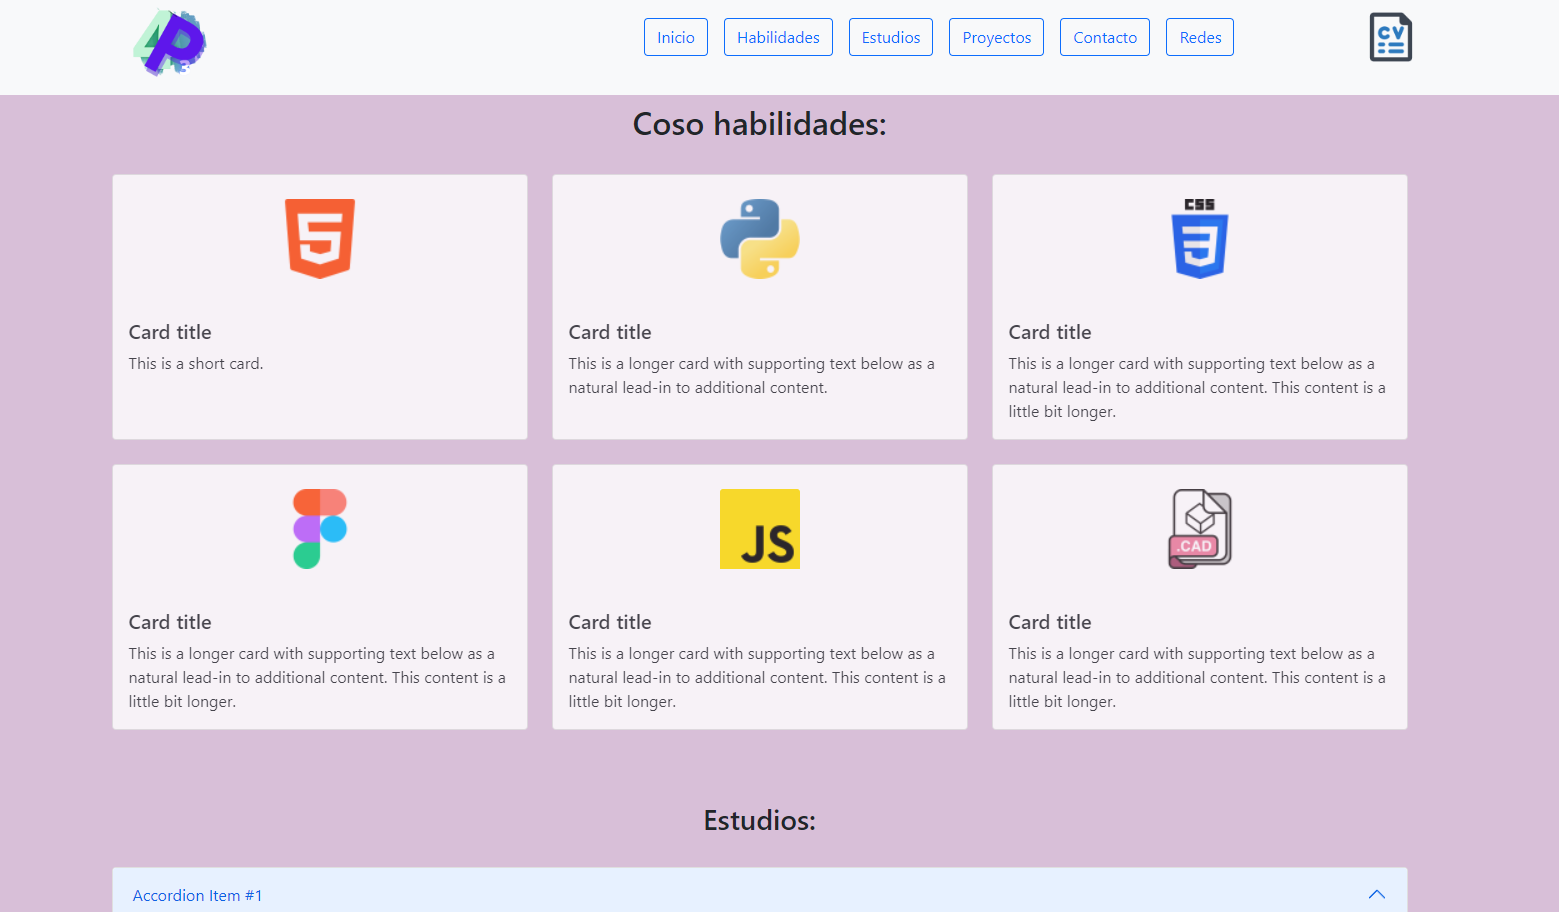 Inicio Habilidades Estudios Proyectos Contacto Redes CV
Coso habilidades:
5
Card title
This is a short card.
Card title
This is a longer card with supporting text below as a
natural lead-in to additional content.
CSS
3
Card title
This is a longer card with supporting text below as a
natural lead-in to additional content. This content is a
little bit longer.
Card title
This is a longer card with supporting text below as a
natural lead-in to additional content. This content is a
little bit longer.
JS
Card title
This is a longer card with supporting text below as a
natural lead-in to additional content. This content is a
little bit longer.
.CAD
Card title
This is a longer card with supporting text below as a
natural lead-in to additional content. This content is a
little bit longer.
Estudios:
Accordion Item #1